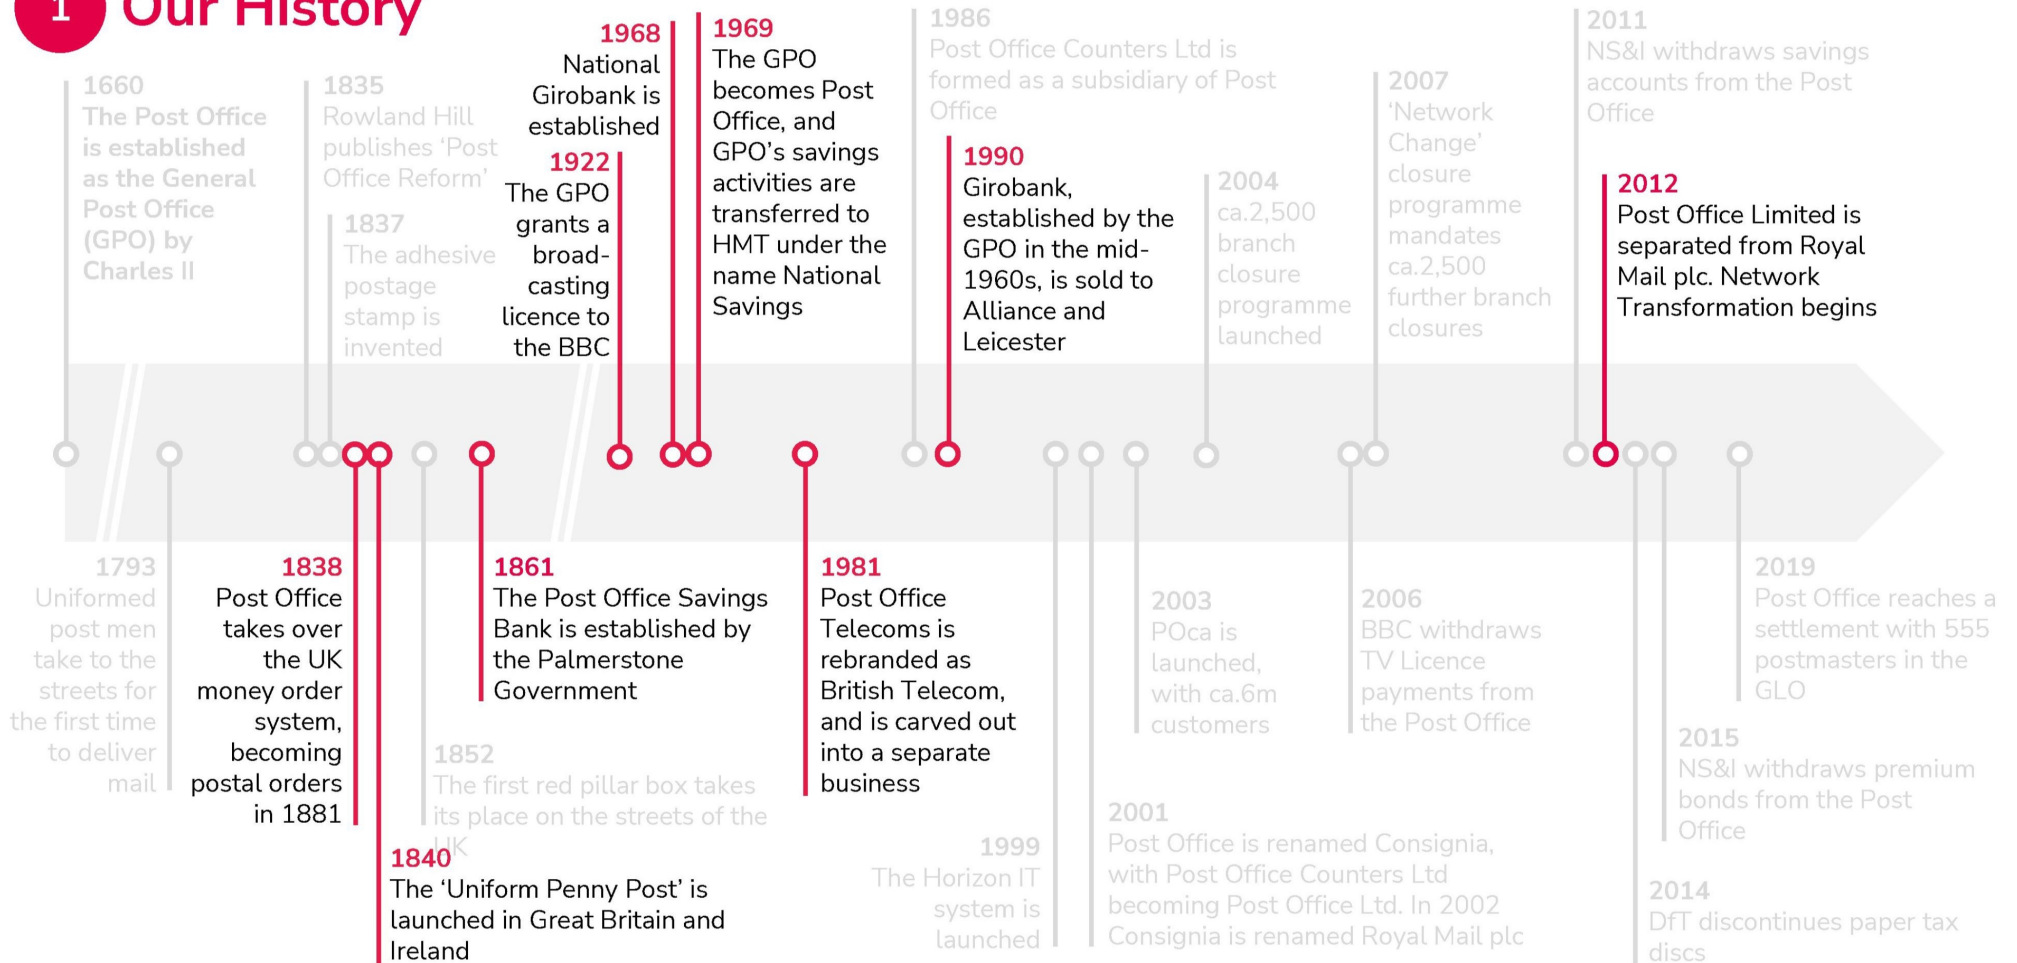 1 Our History
1660
The Post Office
is established
as the General
Post Office
(GPO) by
Charles II
1793
Uniformed
post men
take to the
streets for
the first time
to deliver
mail
1835
Rowland Hill
publishes ‘Post
Office Reform’
1837
The adhesive
postage
stamp is
invented
1838
Post Office
takes over
the UK
money order
system,
becoming
postal orders
in 1881
1840
The ‘Uniform Penny Post’ is
launched in Great Britain and
Ireland
1852
The first red pillar box takes
its place on the streets of the
UK
1861
The Post Office Savings
Bank is established by
the Palmerstone
Government
1922
The GPO
grants a
broad-
casting
licence to
the BBC
1968
National
Girobank is
established
1969
The GPO
becomes Post
Office, and
GPO’s savings
activities are
transferred to
HMT under the
name National
Savings
1981
Post Office
Telecoms is
rebranded as
British Telecom,
and is carved out
into a separate
business
1986
Post Office Counters Ltd is
formed as a subsidiary of Post
Office
1990
Girobank,
established by the
GPO in the mid-
1960s, is sold to
Alliance and
Leicester
1999
The Horizon IT
system is
launched
2001
Post Office is renamed Consignia,
with Post Office Counters Ltd
becoming Post Office Ltd. In 2002
Consignia is renamed Royal Mail plc
2003
POca is
launched,
with ca.6m
customers
2004
ca.2,500
branch
closure
programme
launched
2006
BBC withdraws
TV Licence
payments from
the Post Office
2007
‘Network
Change’
closure
programme
mandates
ca.2,500
further branch
closures
2011
NS&I withdraws savings
accounts from the Post
Office
2012
Post Office Limited is
separated from Royal
Mail plc. Network
Transformation begins
2014
DfT discontinues paper tax
discs
2015
NS&I withdraws premium
bonds from the Post
Office
2019
Post Office reaches a
settlement with 555
postmasters in the
GLO